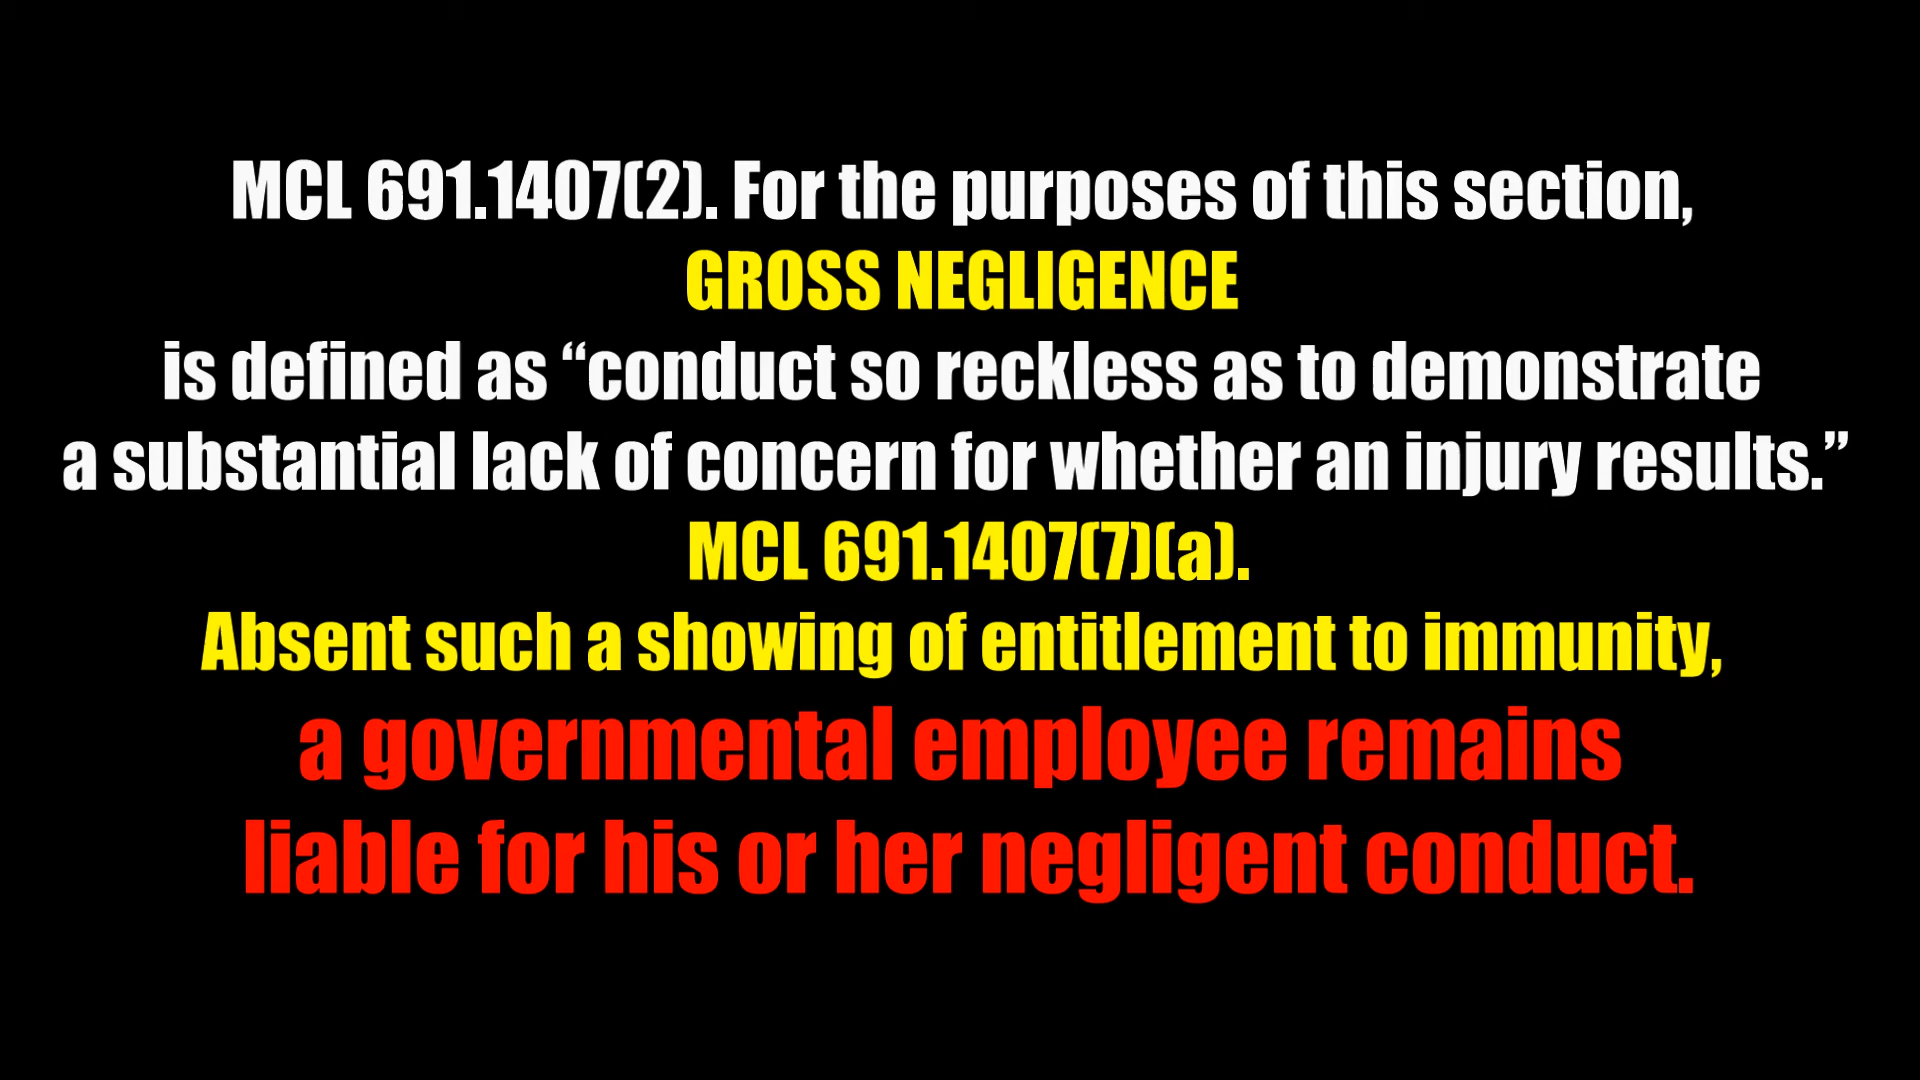 MCL 691.1407(2). For the purposes of this section,
GROSS NEGLIGENCE
is defined as “conduct so reckless as to demonstrate
a substantial lack of concern for whether an injury results.”
MCL 691.1407(7)(a).
Absent such a showing of entitlement to immunity,
a governmental employee remains
liable for his or her negligent conduct.